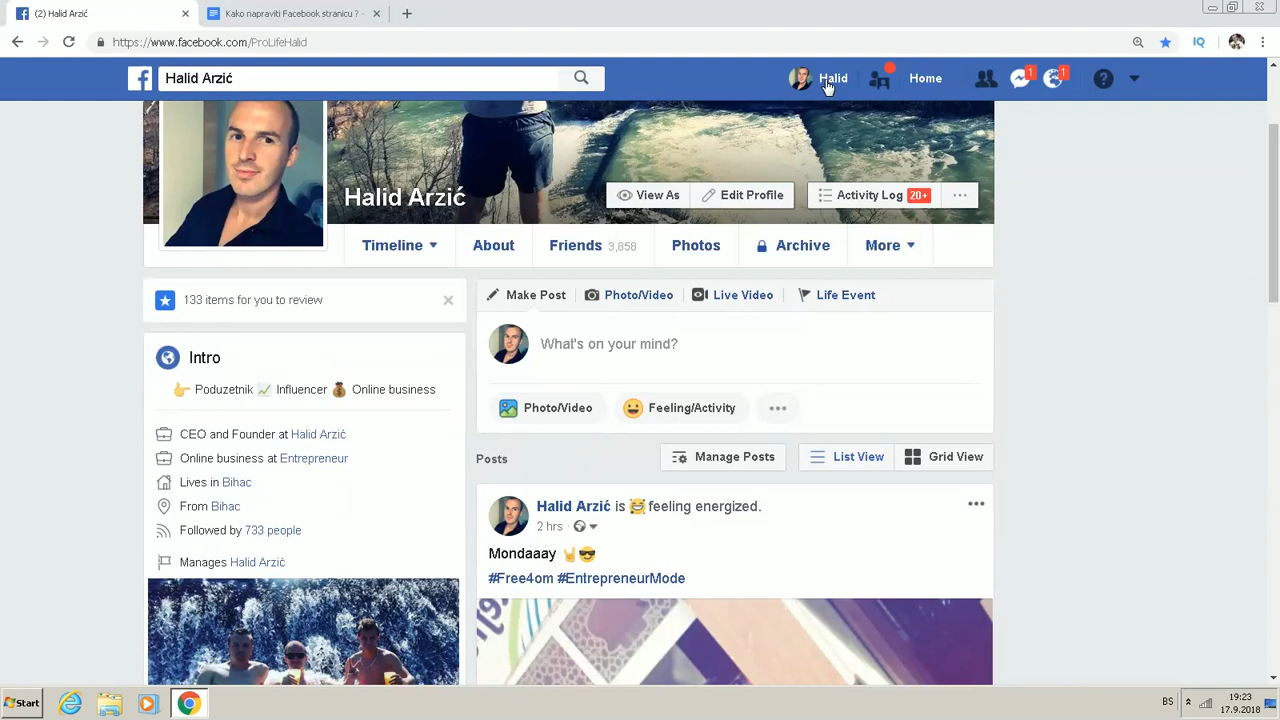 (2) Halid Arzić
Kako napraviti Facebook stranicu ? -
https://www.facebook.com/ProLifeHalid
IQ
Halid Arzić
Halid
Home
1
1
Halid Arzić
View As
Edit Profile
Activity Log 20+
Timeline
About
Friends 3,858
Photos
Archive
More
133 items for you to review
Make Post
Photo/Video
Live Video
Life Event
Intro
What's on your mind?
👉 Poduzetnik 📈 Influencer 💰 Online business
Photo/Video
Feeling/Activity
CEO and Founder at Halid Arzić
Online business at Entrepreneur
Posts
Manage Posts
List View
Grid View
Lives in Bihac
From Bihac
Followed by 733 people
Manages Halid Arzić
Halid Arzić is 😹 feeling energized.
2 hrs
Mondaaay 🤘😎
#Free4om #EntrepreneurMode
Start
BS
19:23
17.9.2018